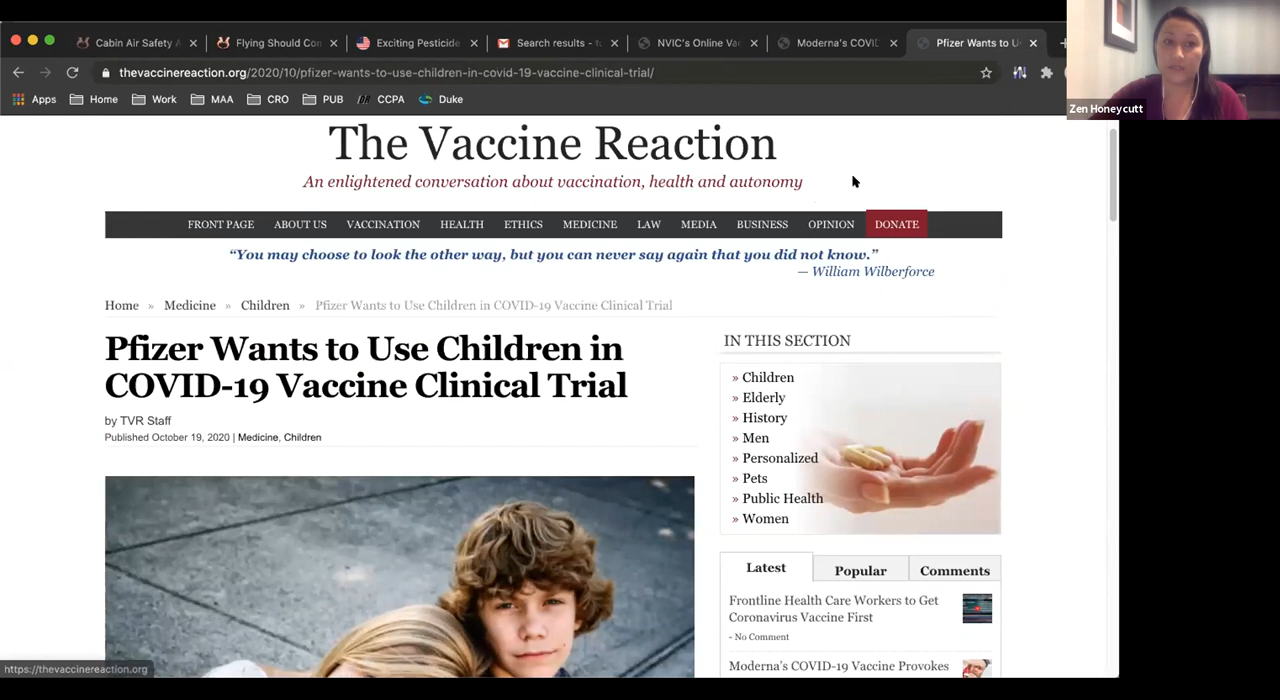 Cabin Air Safety A
Flying Should Con
Exciting Pesticide
Search results - to
NVIC's Online Vac
Moderna's COVID
Pfizer Wants to U
thevaccinereaction.org/2020/10/pfizer-wants-to-use-children-in-covid-19-vaccine-clinical-trial/
Zen Honeycutt
Apps Home Work MAA CRO PUB CCPA Duke
The Vaccine Reaction
An enlightened conversation about vaccination, health and autonomy
FRONT PAGE ABOUT US VACCINATION HEALTH ETHICS MEDICINE LAW MEDIA BUSINESS OPINION DONATE
“You may choose to look the other way, but you can never say again that you did not know.”
— William Wilberforce
Home » Medicine » Children » Pfizer Wants to Use Children in COVID-19 Vaccine Clinical Trial
Pfizer Wants to Use Children in
COVID-19 Vaccine Clinical Trial
by TVR Staff
Published October 19, 2020 | Medicine, Children
IN THIS SECTION
» Children
» Elderly
» History
» Men
» Personalized
» Pets
» Public Health
» Women
Latest Popular Comments
Frontline Health Care Workers to Get
Coronavirus Vaccine First
- No Comment
Moderna's COVID-19 Vaccine Provokes
https://thevaccinereaction.org